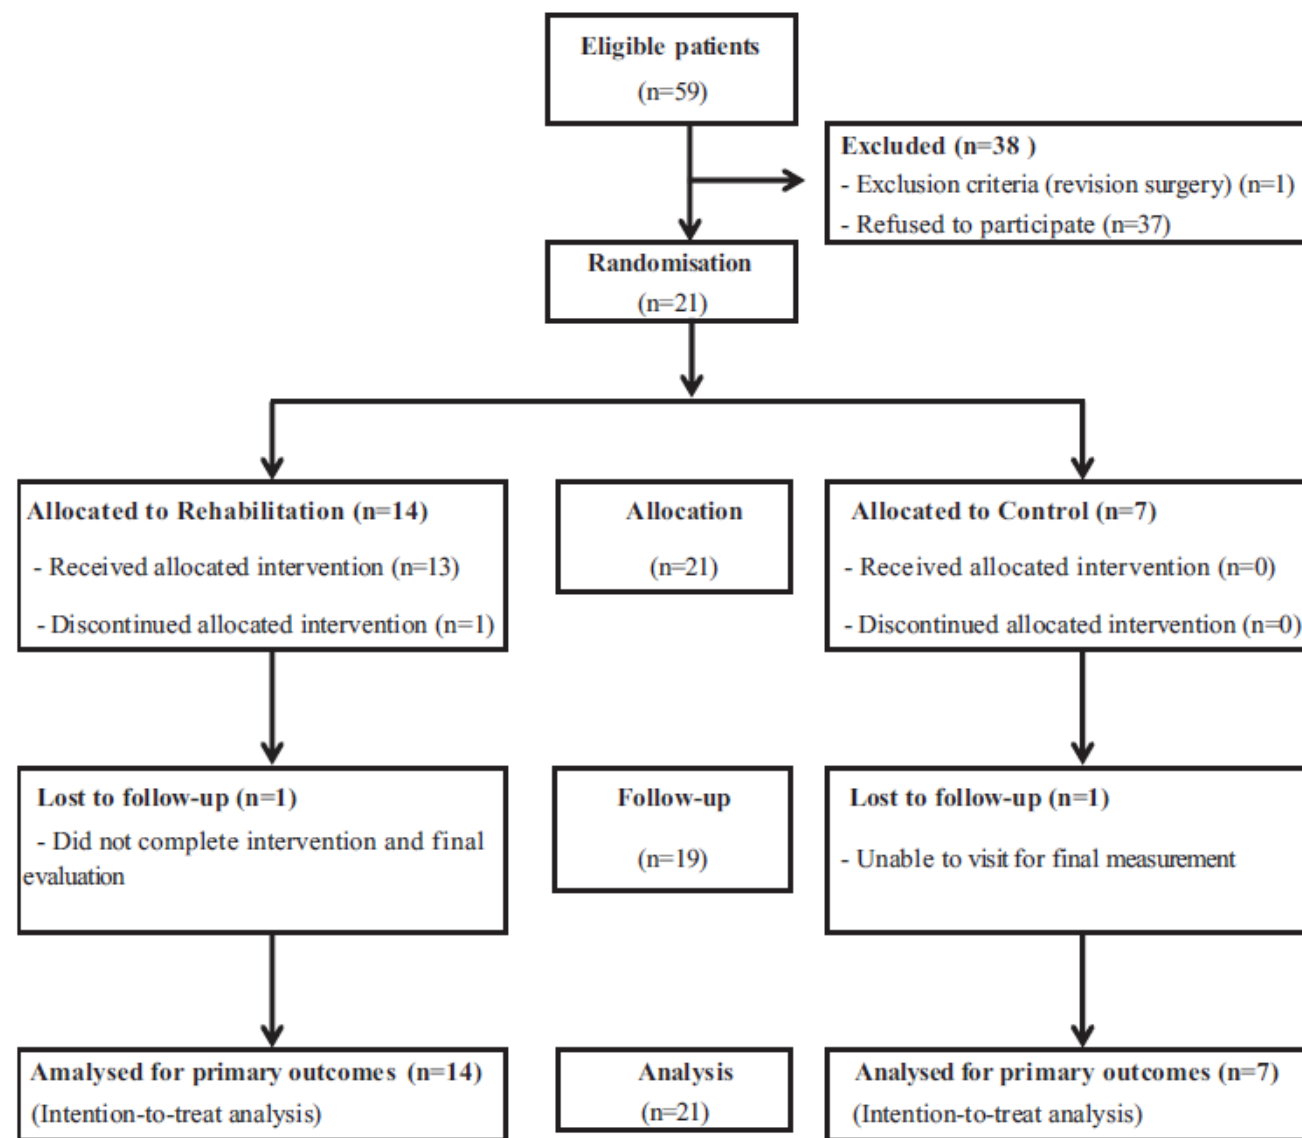 Eligible patients
(n=59)
Excluded (n=38 )
- Exclusion criteria (revision surgery) (n=1)
- Refused to participate (n=37)
Randomisation
(n=21)
Allocated to Rehabilitation (n=14)
- Received allocated intervention (n=13)
- Discontinued allocated intervention (n=1)
Allocation
(n=21)
Allocated to Control (n=7)
- Received allocated intervention (n=0)
- Discontinued allocated intervention (n=0)
Lost to follow-up (n=1)
- Did not complete intervention and final
evaluation
Follow-up
(n=19)
Lost to follow-up (n=1)
- Unable to visit for final measurement
Amalysed for primary outcomes (n=14)
(Intention-to-treat analysis)
Analysis
(n=21)
Analysed for primary outcomes (n=7)
(Intention-to-treat analysis)